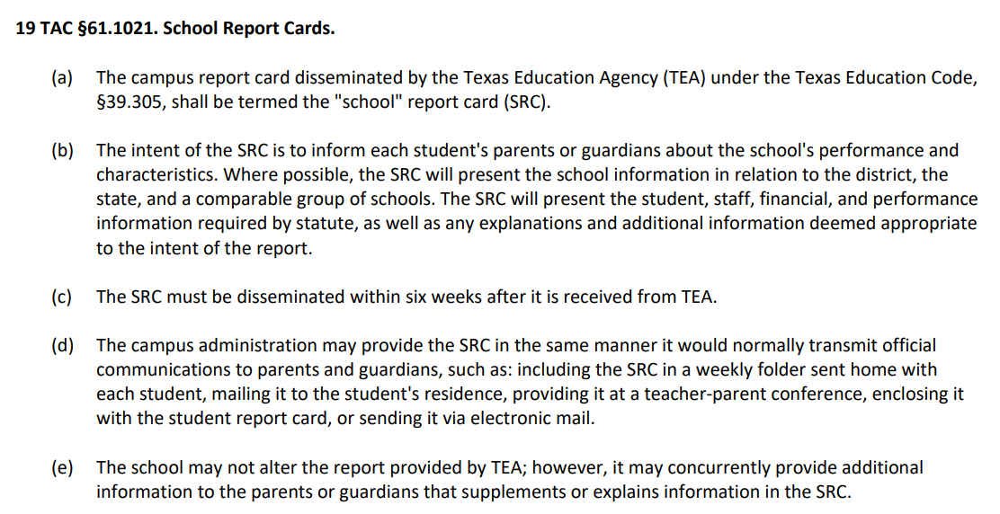 19 TAC §61.1021. School Report Cards.
(a) The campus report card disseminated by the Texas Education Agency (TEA) under the Texas Education Code,
§39.305, shall be termed the "school" report card (SRC).
(b) The intent of the SRC is to inform each student's parents or guardians about the school's performance and
characteristics. Where possible, the SRC will present the school information in relation to the district, the
state, and a comparable group of schools. The SRC will present the student, staff, financial, and performance
information required by statute, as well as any explanations and additional information deemed appropriate
to the intent of the report.
(c) The SRC must be disseminated within six weeks after it is received from TEA.
(d) The campus administration may provide the SRC in the same manner it would normally transmit official
communications to parents and guardians, such as: including the SRC in a weekly folder sent home with
each student, mailing it to the student's residence, providing it at a teacher-parent conference, enclosing it
with the student report card, or sending it via electronic mail.
(e) The school may not alter the report provided by TEA; however, it may concurrently provide additional
information to the parents or guardians that supplements or explains information in the SRC.